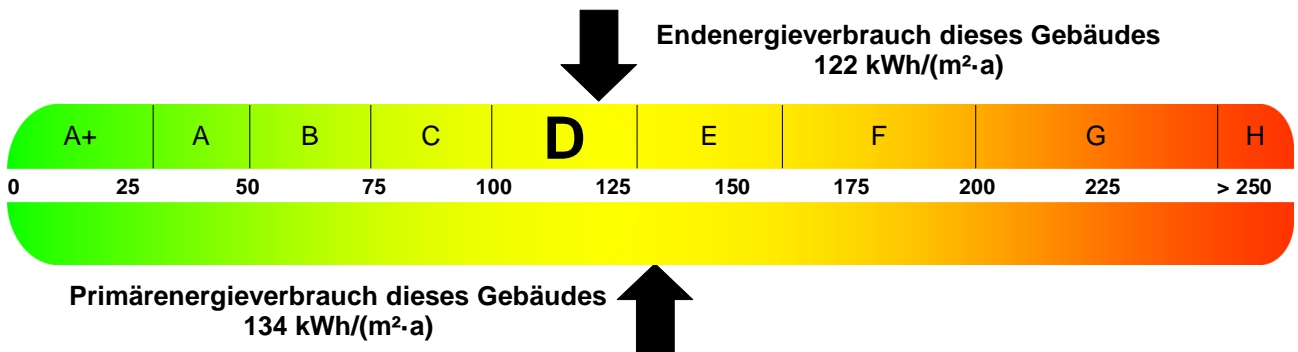 Endenergieverbrauch dieses Gebäudes
122 kWh/(m²·a)
A+ A B C D E F G H
0 25 50 75 100 125 150 175 200 225 > 250
Primärenergieverbrauch dieses Gebäudes
134 kWh/(m²·a)